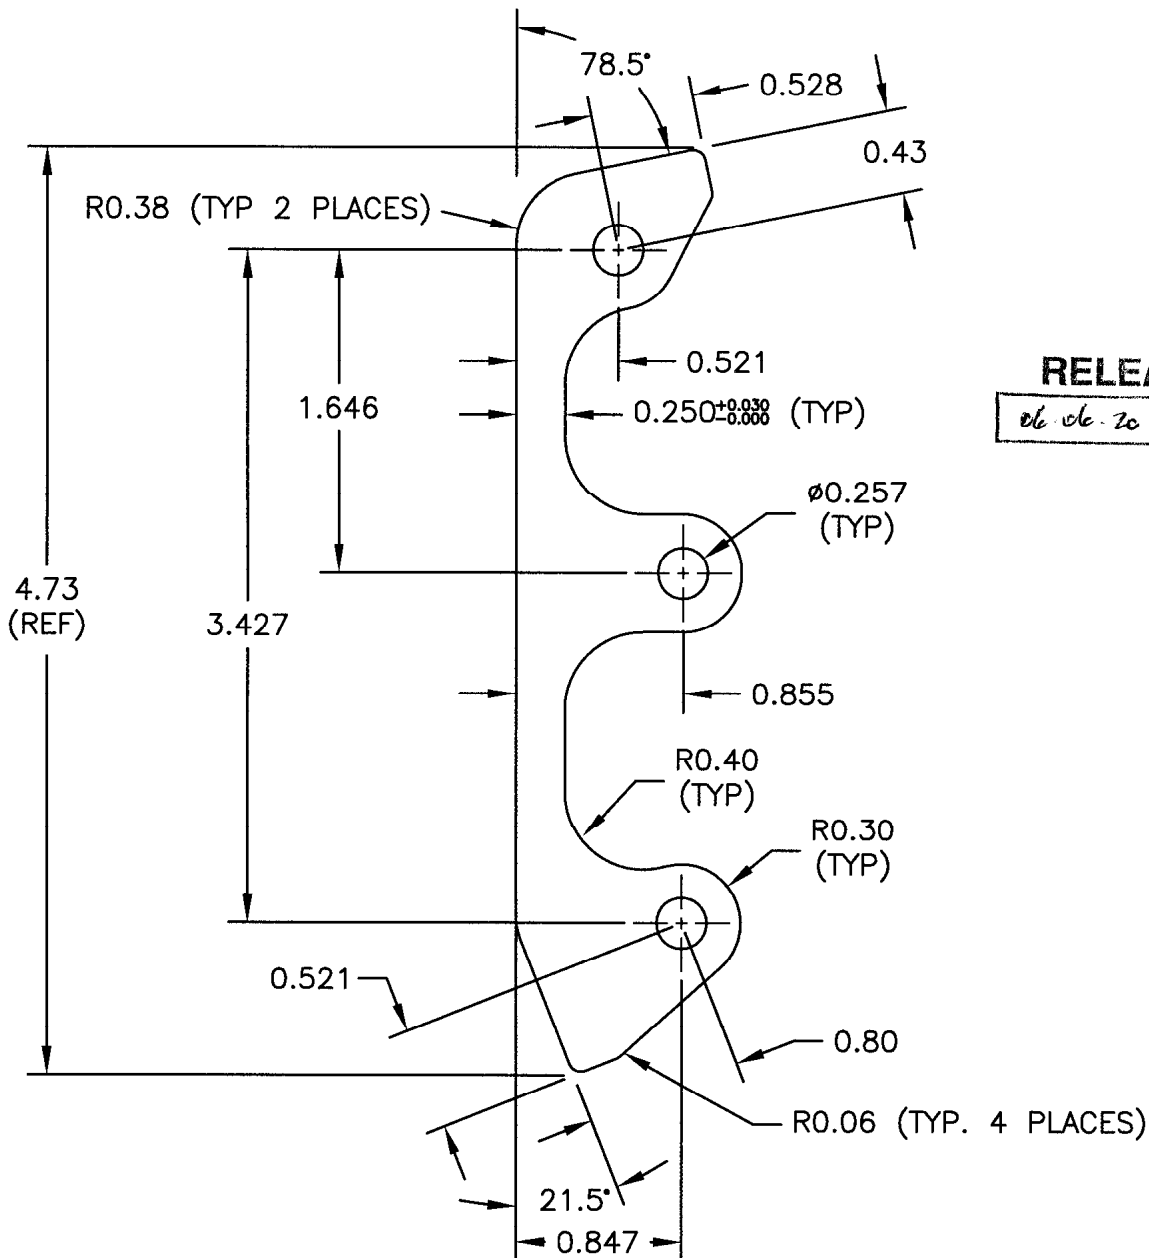 78.5°
0.528
0.43
R0.38 (TYP 2 PLACES)
0.521
1.646
0.250+0.030 -0.000 (TYP)
ø0.257
(TYP)
4.73
(REF)
3.427
0.855
R0.40
(TYP)
R0.30
(TYP)
0.521
0.80
R0.06 (TYP. 4 PLACES)
21.5°
0.847